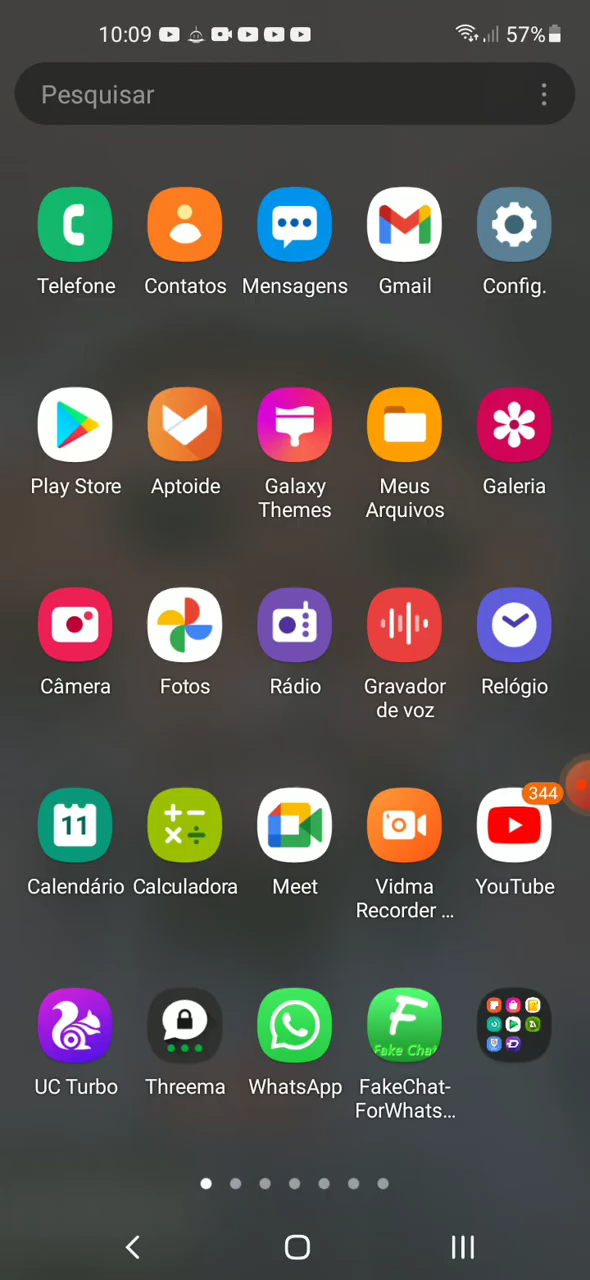 10:09
57%
Pesquisar
Telefone
Contatos
Mensagens
Gmail
Config.
Play Store
Aptoide
Galaxy
Themes
Meus
Arquivos
Galeria
Câmera
Fotos
Rádio
Gravador
de voz
Relógio
344
11
Calendário
Calculadora
Meet
Vidma
Recorder ...
YouTube
Fake Chat
UC Turbo
Threema
WhatsApp
FakeChat-
ForWhats...